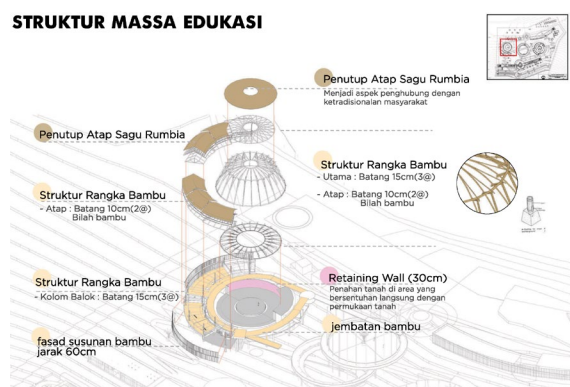 STRUKTUR MASSA EDUKASI
Penutup Atap Sagu Rumbia
Menjadi aspek penghubung dengan
ketradisionalan masyarakat
Penutup Atap Sagu Rumbia
Struktur Rangka Bambu
- Utama : Batang 15cm(3@)
- Atap : Batang 10cm(2@)
Bilah bambu
Struktur Rangka Bambu
- Atap : Batang 10cm(2@)
Bilah bambu
Struktur Rangka Bambu
- Kolom Balok : Batang 15cm(3@)
Retaining Wall (30cm)
Penahan tanah di area yang
bersentuhan langsung dengan
permukaan tanah
jembatan bambu
fasad susunan bambu
jarak 60cm